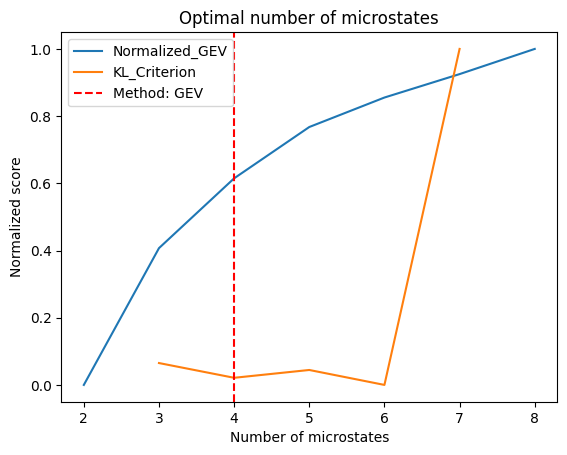 Optimal number of microstates
Normalized_GEV
KL_Criterion
Method: GEV
Normalized score
1.0
0.8
0.6
0.4
0.2
0.0
2 3 4 5 6 7 8
Number of microstates